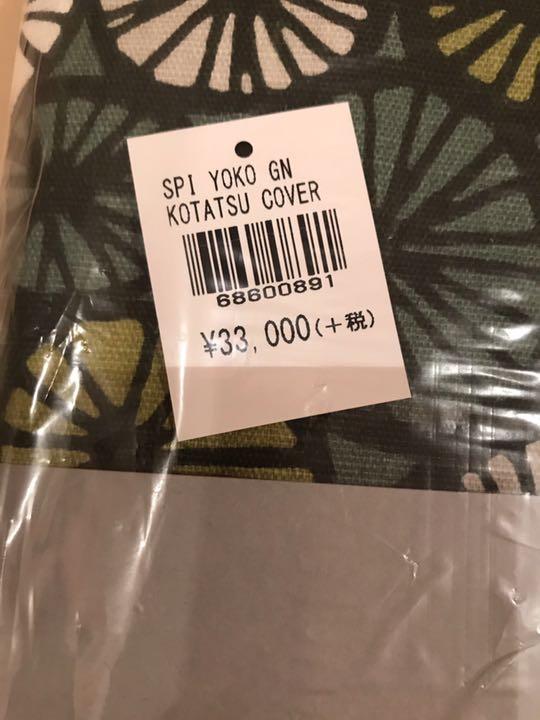 SPI YOKO GN
KOTATSU COVER
68600891
¥33,000(+税)